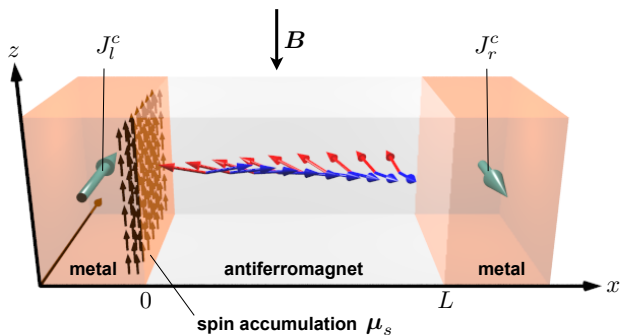 B
J_l^c
J_r^c
z
metal
antiferromagnet
metal
x
0
L
spin accumulation μ_s